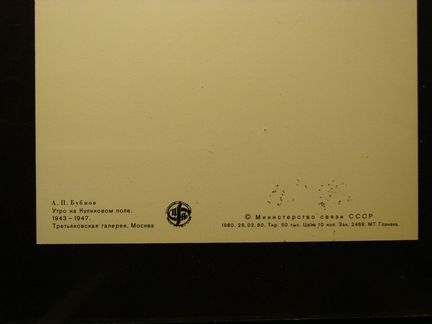 А. П. Бубнов
Утро на Куликовом поле.
1943–1947.
Третьяковская галерея. Москва
© Министерство связи СССР
1980. 26.02.80. Тир. 50 тыс. Цена 10 коп. Зак. 2466. МТ Гознака.